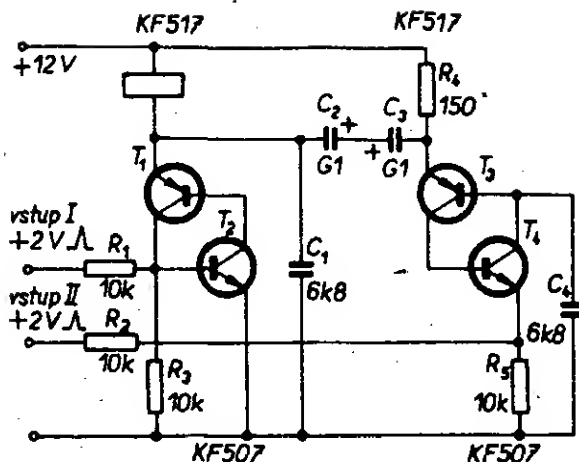 KF517
KF517
+12V
R4
150
C2 +
+ C3
G1
G1
T1
T3
vstup I
+2V
R1
10k
T2
T4
C1
6k8
C4
6k8
vstup II
+2V
R2
10k
R3
10k
R5
10k
KF507
KF507